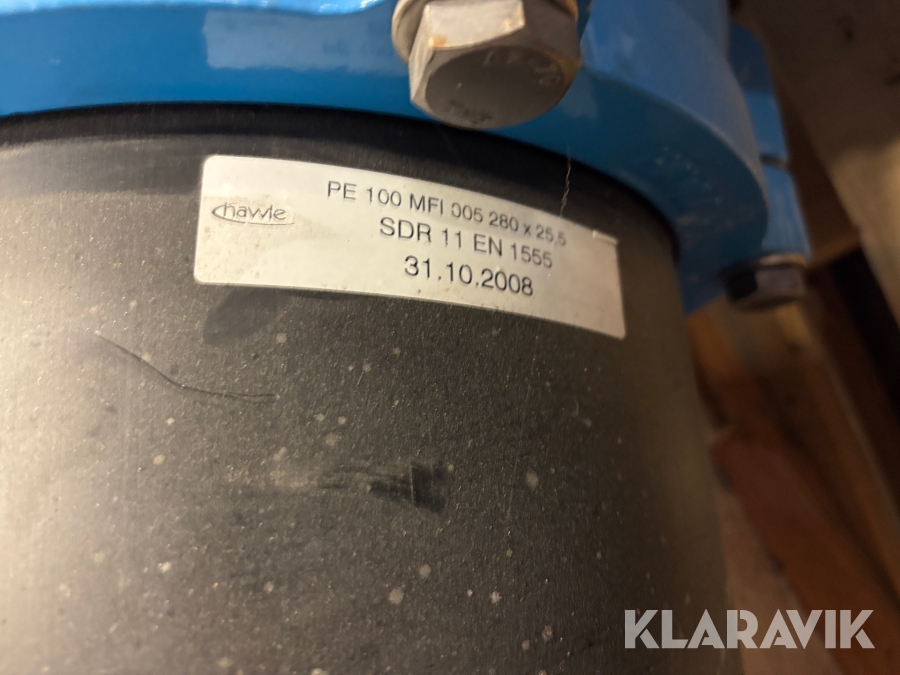 hawle
PE 100 MFI 005 280 x 25,5
SDR 11 EN 1555
31.10.2008
KLARAVIK